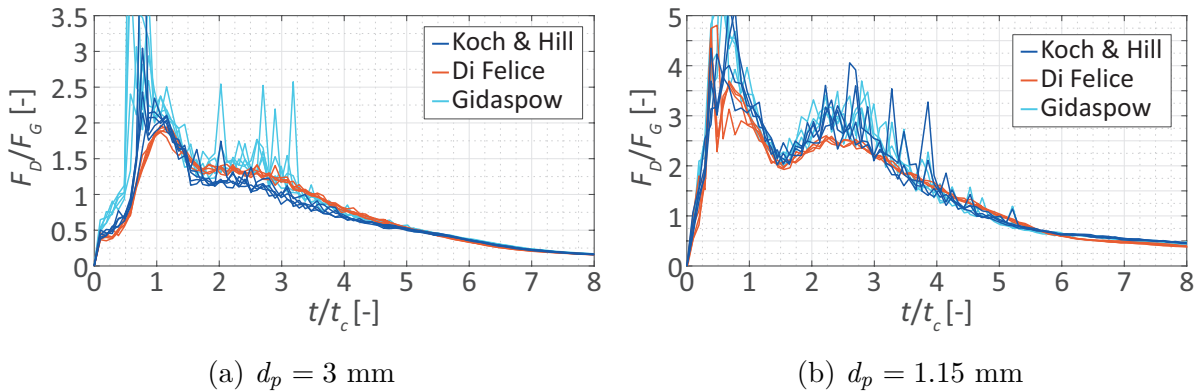 3.5
3
2.5
2
1.5
1
0.5
0
F_D/F_G [-]
0 1 2 3 4 5 6 7 8
t/t_c [-]
Koch & Hill
Di Felice
Gidaspow
(a) d_p = 3 mm
5
4
3
2
1
0
F_D/F_G [-]
0 1 2 3 4 5 6 7 8
t/t_c [-]
Koch & Hill
Di Felice
Gidaspow
(b) d_p = 1.15 mm